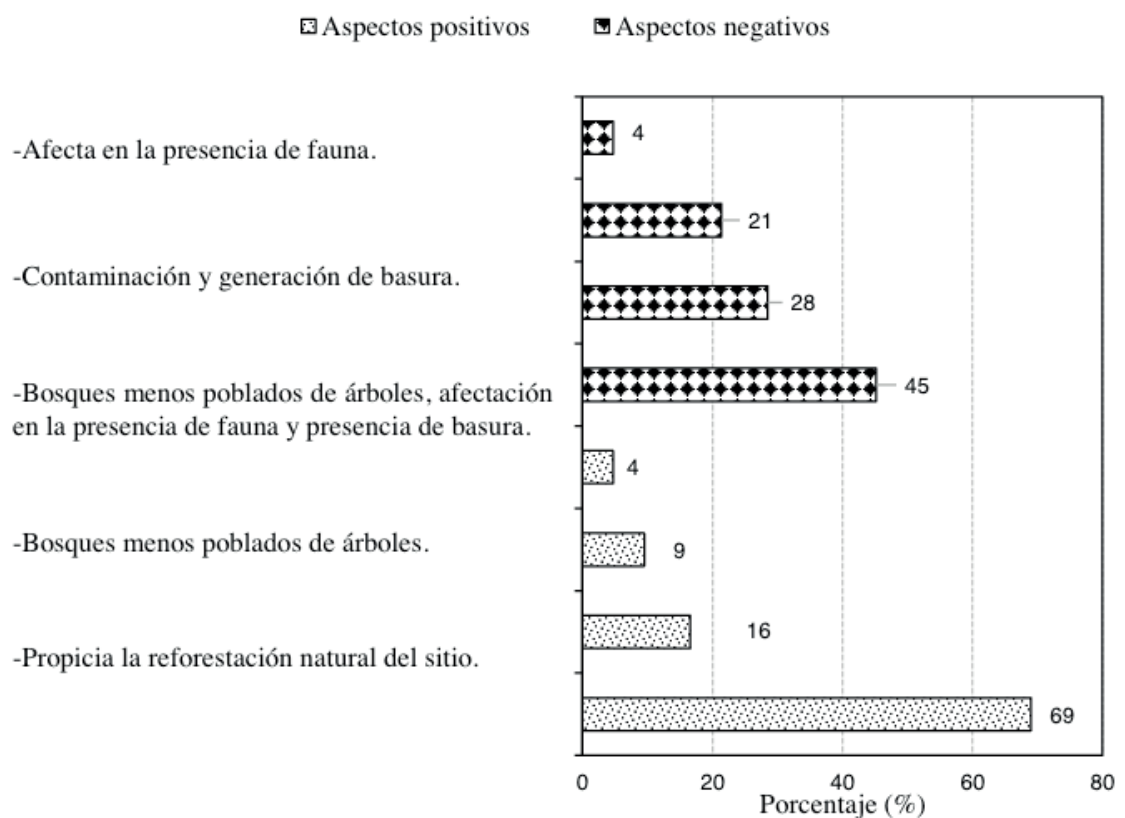 Aspectos positivos Aspectos negativos
-Afecta en la presencia de fauna.
4
21
-Contaminación y generación de basura.
28
-Bosques menos poblados de árboles, afectación
en la presencia de fauna y presencia de basura.
45
4
-Bosques menos poblados de árboles.
9
16
-Propicia la reforestación natural del sitio.
69
0 20 40 60 80
Porcentaje (%)